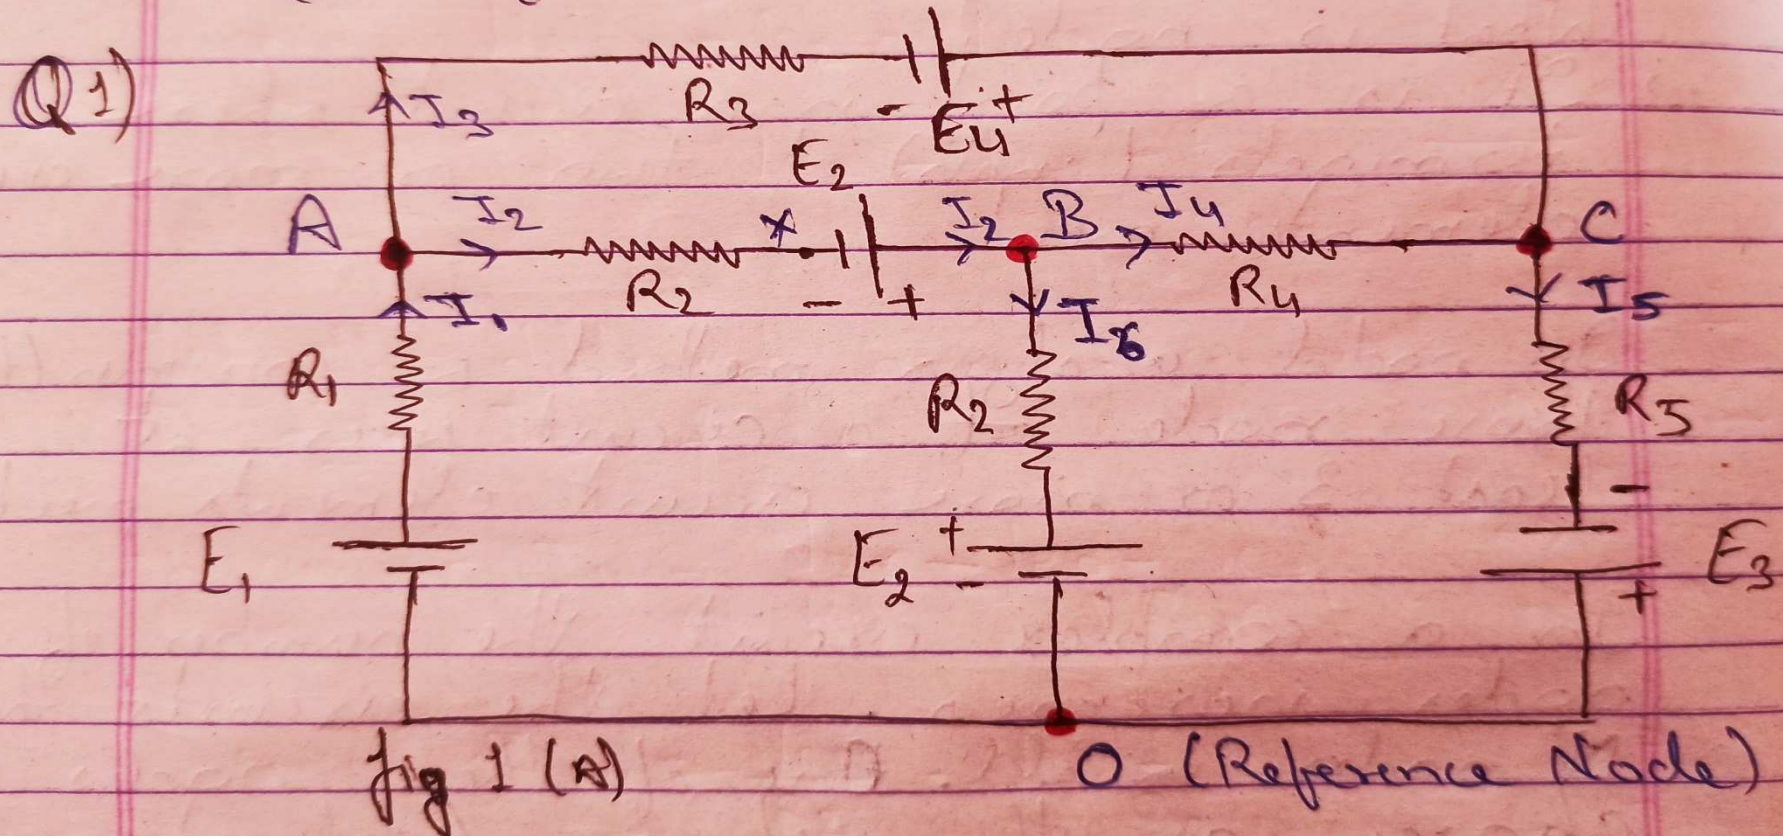 Q1)
I3
R3
- E4 +
E2
A
I2
x
I2
B
I4
C
R2
- +
R4
I1
I6
I5
R1
R2
R5
-
E1
+
E2
-
E3
+
fig 1 (A)
O (Reference Node)